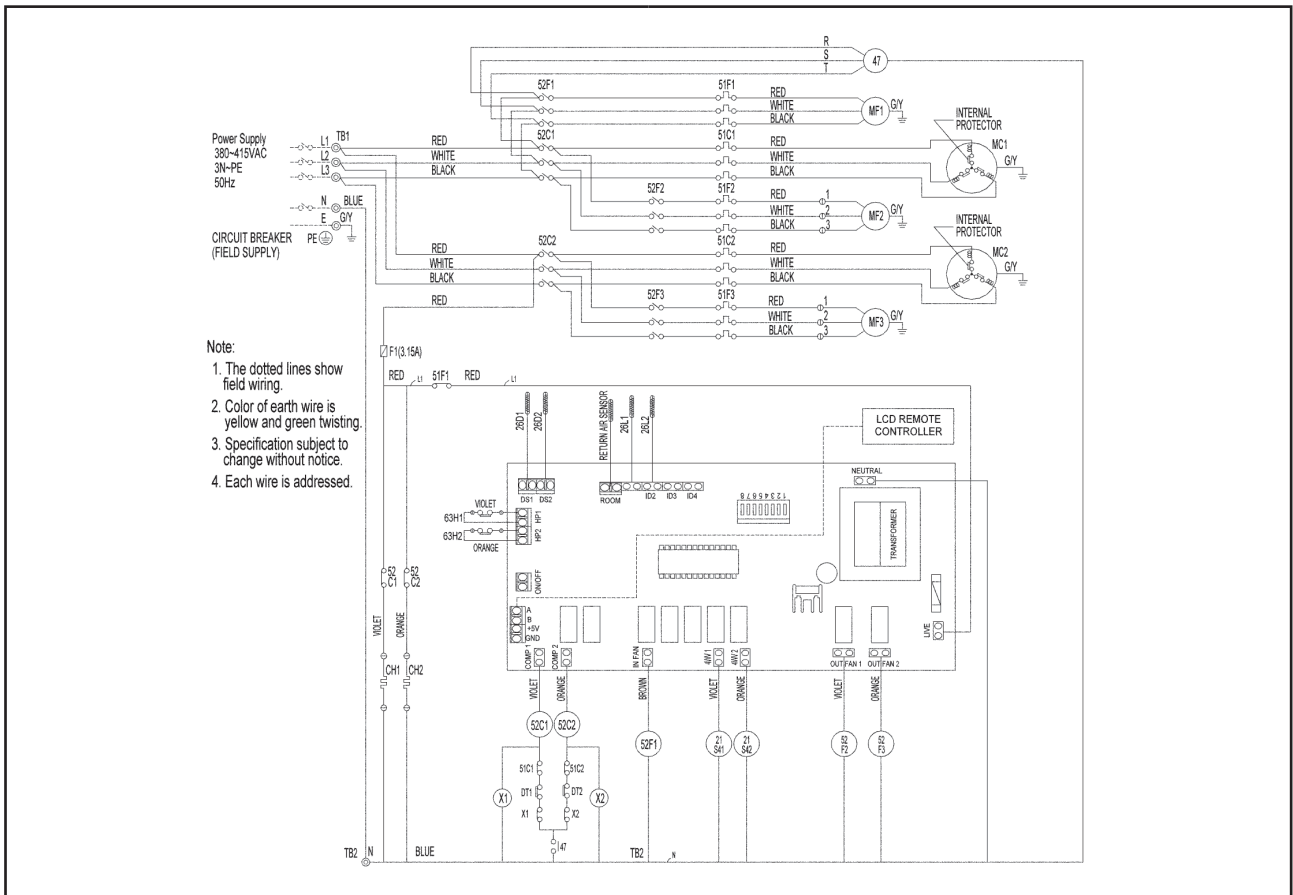 R
S
47
T
52F1
51F1
RED
WHITE
MF1
G/Y
BLACK
INTERNAL
PROTECTOR
Power Supply
380~415VAC
3N~PE
50Hz
L1
TB1
L2
L3
RED
WHITE
BLACK
52C1
51C1
RED
WHITE
BLACK
MC1
G/Y
52F2
51F2
RED
1
WHITE
2
BLACK
3
MF2
G/Y
N
BLUE
E
G/Y
PE
CIRCUIT BREAKER
(FIELD SUPPLY)
INTERNAL
PROTECTOR
RED
WHITE
BLACK
RED
52C2
51C2
RED
WHITE
BLACK
MC2
G/Y
52F3
51F3
RED
1
WHITE
2
BLACK
3
MF3
G/Y
Note:
1. The dotted lines show
field wiring.
2. Color of earth wire is
yellow and green twisting.
3. Specification subject to
change without notice.
4. Each wire is addressed.
F1(3.15A)
RED
L1
51F1
RED
L1
26D1
26D2
RETURN AIR SENSOR
26L1
26L2
LCD REMOTE
CONTROLLER
NEUTRAL
DS1
DS2
ROOM
ID2
ID3
ID4
12345678
TRANSFORMER
VIOLET
63H1
HP1
63H2
HP2
ORANGE
ON/OFF
A
B
+5V
GND
LIVE
52
C1
52
C2
VIOLET
ORANGE
CH1
CH2
COMP 1
COMP 2
IN FAN
4WV1
4WV2
OUT FAN 1
OUT FAN 2
VIOLET
ORANGE
BROWN
VIOLET
ORANGE
VIOLET
ORANGE
52C1
52C2
52F1
21
S41
21
S42
52
F2
52
F3
51C1
51C2
X1
DT1
DT2
X2
X1
X2
47
TB2
N
BLUE
TB2
N